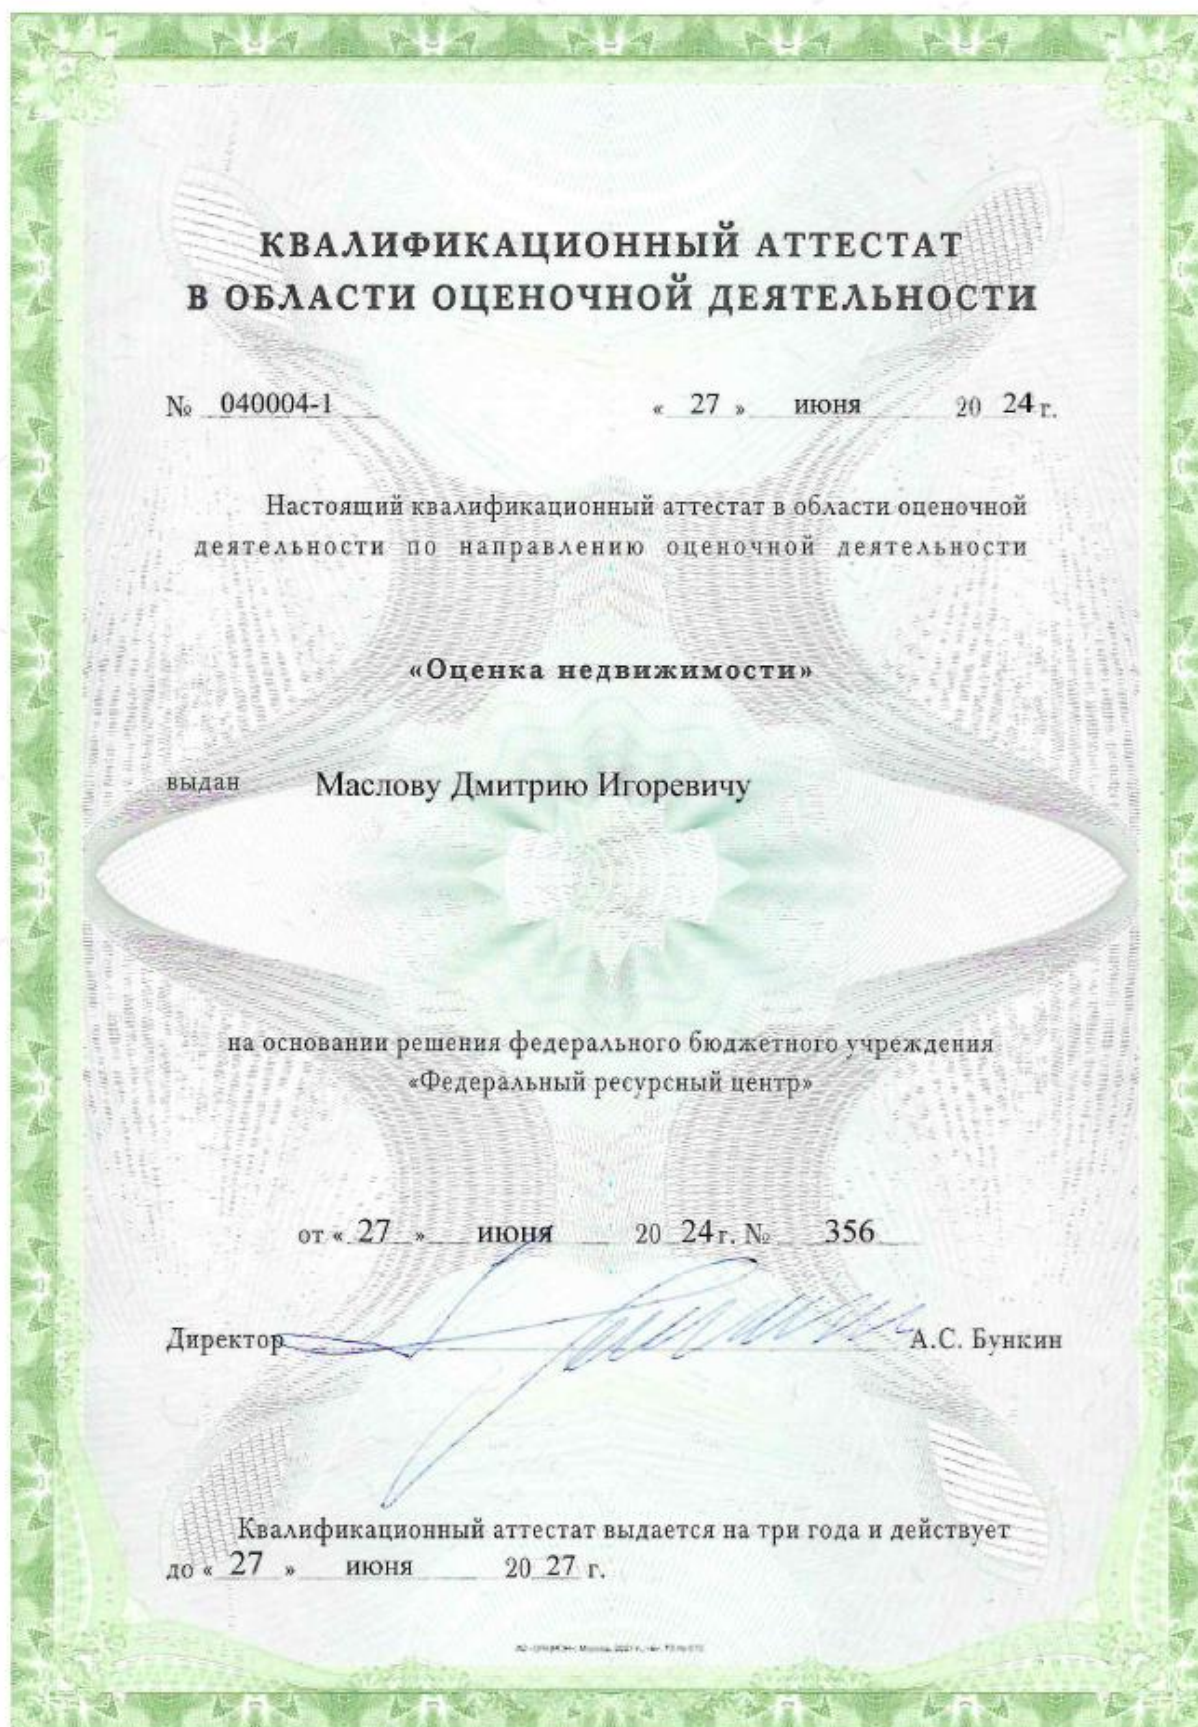 КВАЛИФИКАЦИОННЫЙ АТТЕСТАТ
В ОБЛАСТИ ОЦЕНОЧНОЙ ДЕЯТЕЛЬНОСТИ
№ 040004-1 « 27 » июня 20 24 г.
Настоящий квалификационный аттестат в области оценочной
деятельности по направлению оценочной деятельности
«Оценка недвижимости»
выдан Маслову Дмитрию Игоревичу
на основании решения федерального бюджетного учреждения
«Федеральный ресурсный центр»
от « 27 » июня 20 24 г. № 356
Директор А.С. Бункин
Квалификационный аттестат выдается на три года и действует
до « 27 » июня 20 27 г.